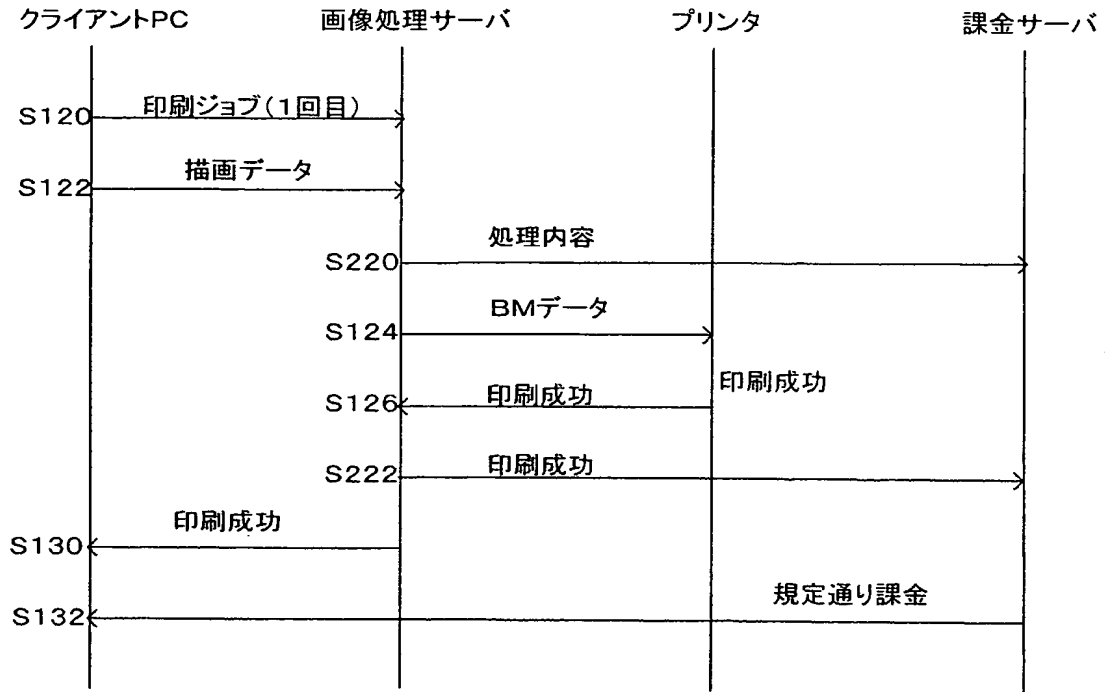 クライアントPC 画像処理サーバ プリンタ 課金サーバ
S120 印刷ジョブ(1回目)
S122 描画データ
S220 処理内容
S124 BMデータ
印刷成功
S126 印刷成功
S222 印刷成功
S130 印刷成功
S132 規定通り課金